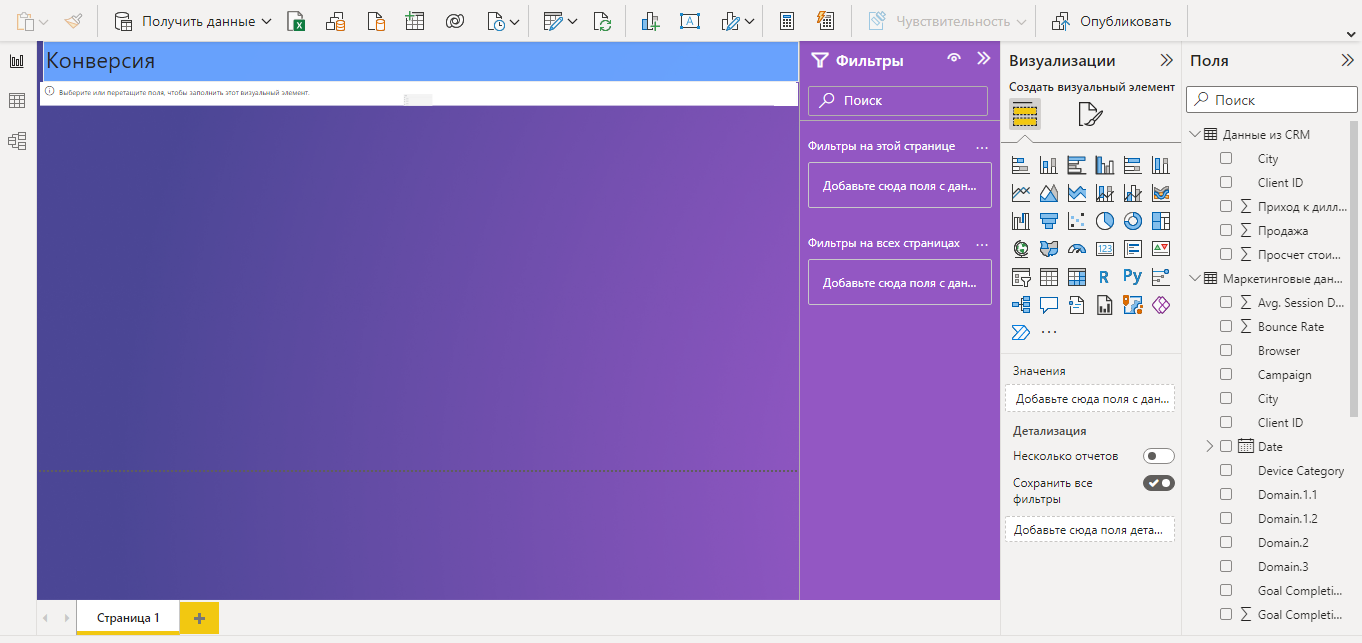 Получить данные
Чувствительность
Опубликовать
Конверсия
Выберите или перетащите поля, чтобы заполнить этот визуальный элемент.
Фильтры
Поиск
Фильтры на этой странице ...
Добавьте сюда поля с дан...
Фильтры на всех страницах ...
Добавьте сюда поля с дан...
Визуализации
Создать визуальный элемент
123
R
Py
...
Значения
Добавьте сюда поля с дан...
Детализация
Несколько отчетов
Сохранить все
фильтры
Добавьте сюда поля дета...
Поля
Поиск
Данные из CRM
City
Client ID
Σ Приход к дилл...
Σ Продажа
Σ Просчет стои...
Маркетинговые дан...
Σ Avg. Session D...
Σ Bounce Rate
Browser
Campaign
City
Client ID
Date
Device Category
Domain.1.1
Domain.1.2
Domain.2
Domain.3
Goal Completi...
Σ Goal Completi...
Страница 1
+